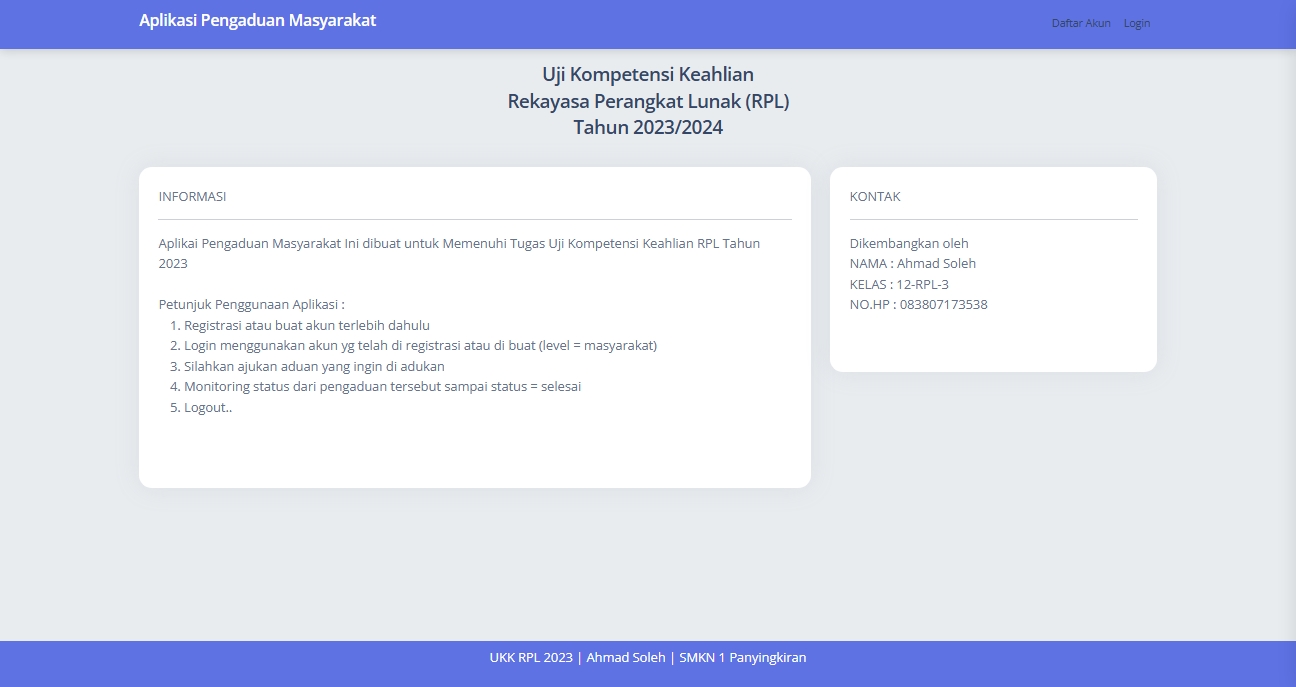 Aplikasi Pengaduan Masyarakat
Daftar Akun Login
Uji Kompetensi Keahlian
Rekayasa Perangkat Lunak (RPL)
Tahun 2023/2024
INFORMASI
Aplikai Pengaduan Masyarakat Ini dibuat untuk Memenuhi Tugas Uji Kompetensi Keahlian RPL Tahun
2023
Petunjuk Penggunaan Aplikasi :
1. Registrasi atau buat akun terlebih dahulu
2. Login menggunakan akun yg telah di registrasi atau di buat (level = masyarakat)
3. Silahkan ajukan aduan yang ingin di adukan
4. Monitoring status dari pengaduan tersebut sampai status = selesai
5. Logout..
KONTAK
Dikembangkan oleh
NAMA : Ahmad Soleh
KELAS : 12-RPL-3
NO.HP : 083807173538
UKK RPL 2023 | Ahmad Soleh | SMKN 1 Panyingkiran